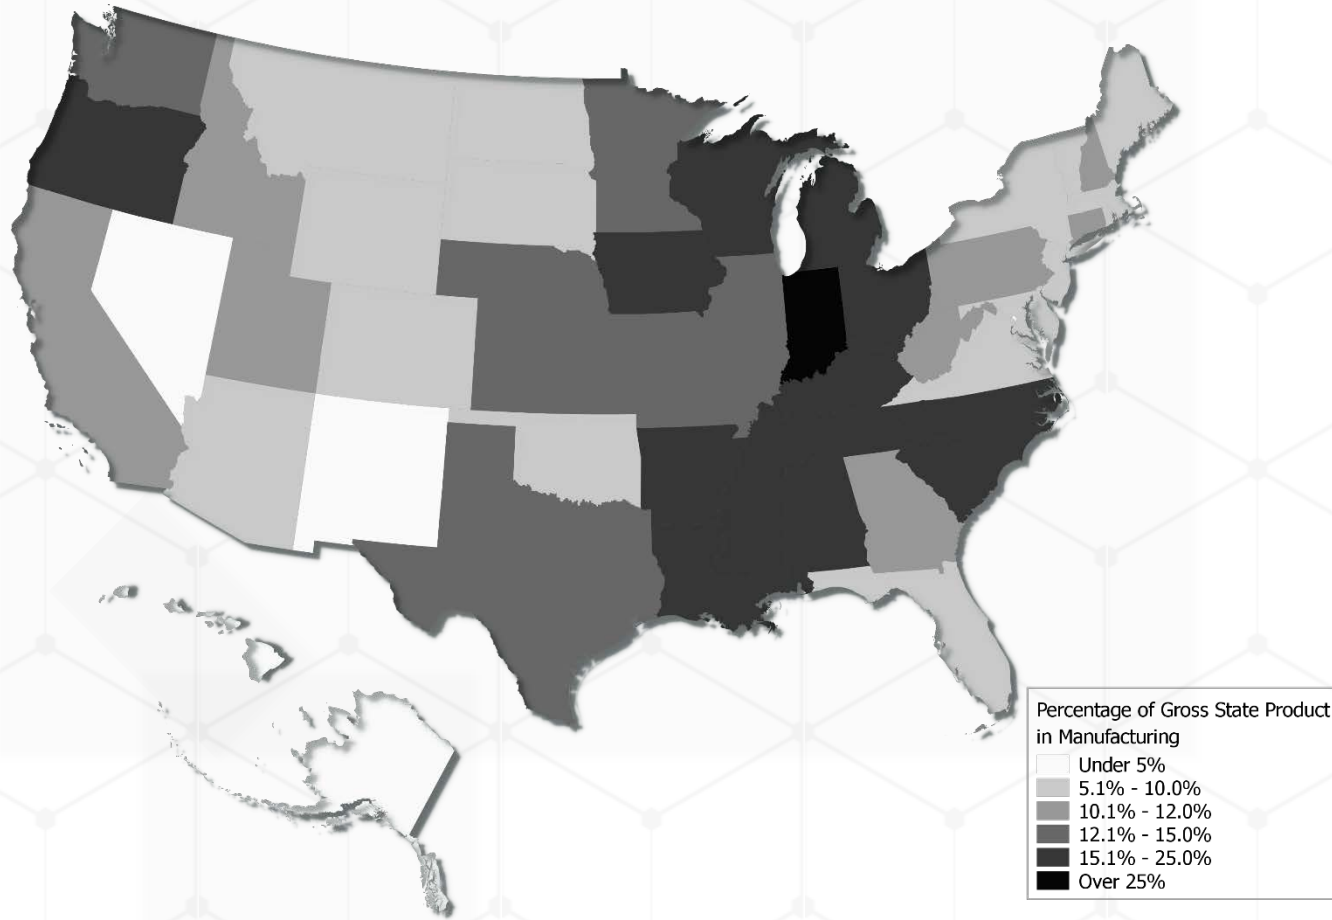 Percentage of Gross State Product
in Manufacturing
Under 5%
5.1% - 10.0%
10.1% - 12.0%
12.1% - 15.0%
15.1% - 25.0%
Over 25%